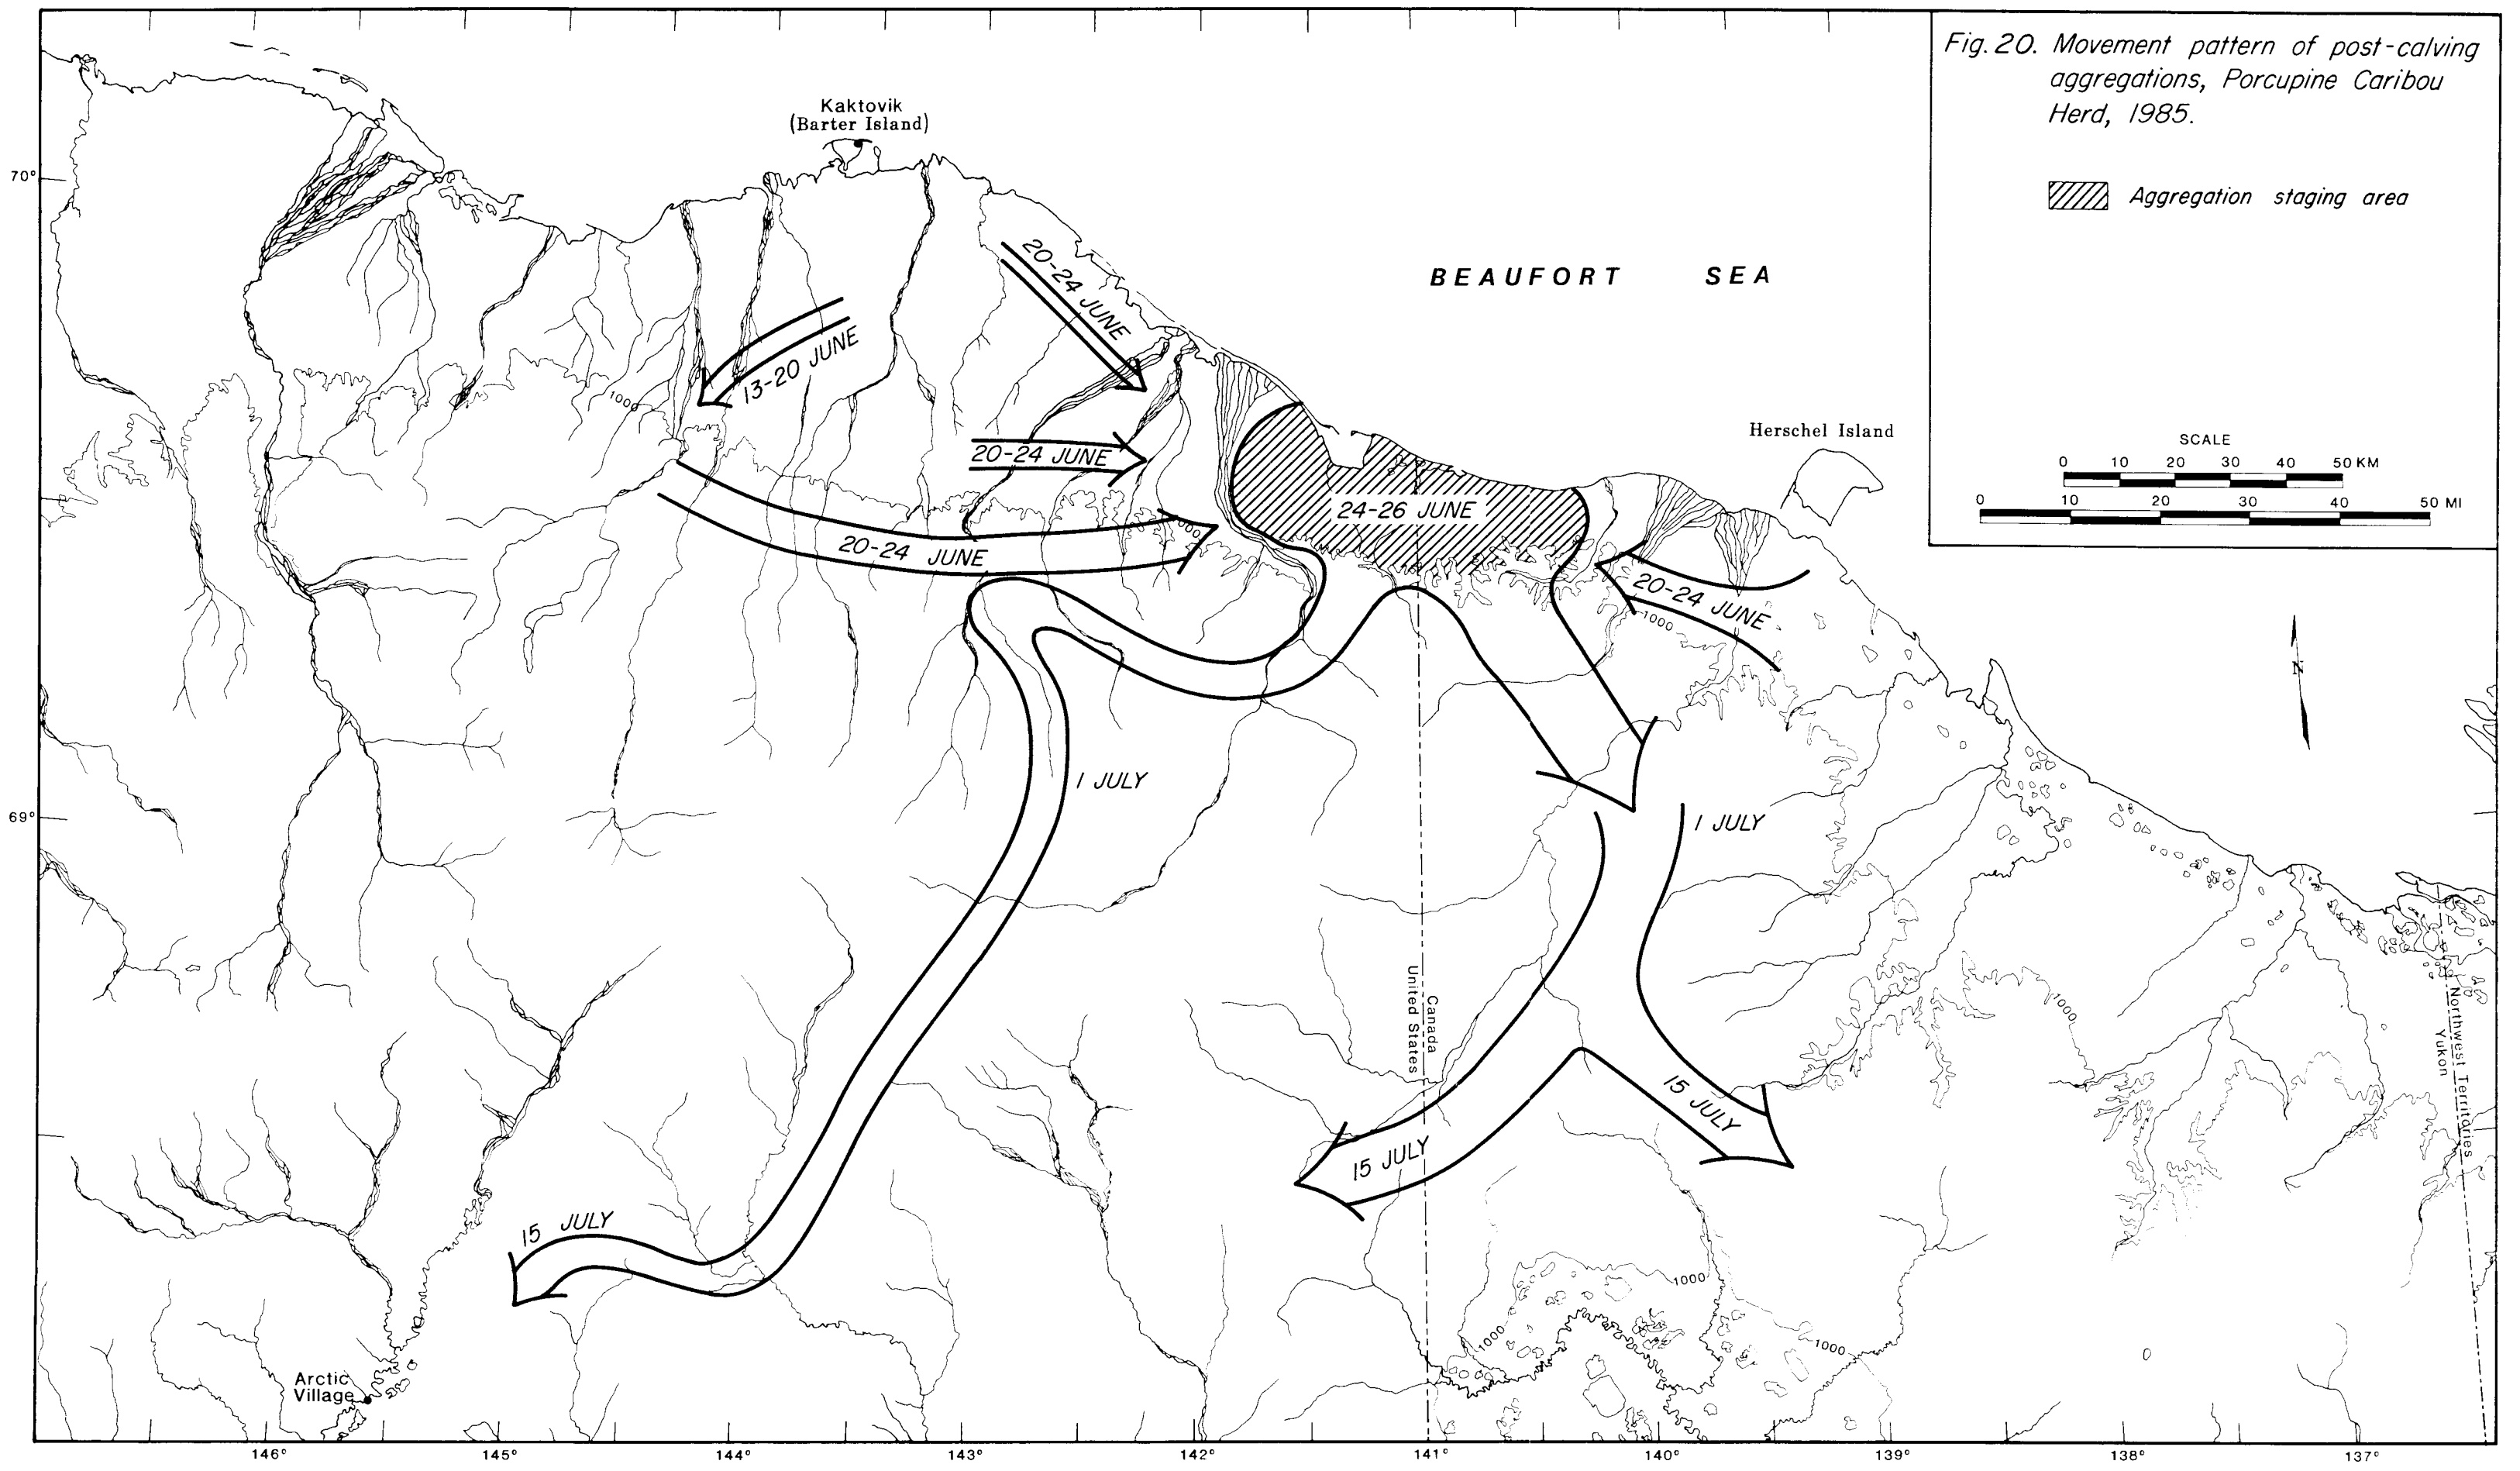 Fig. 20. Movement pattern of post-calving
aggregations, Porcupine Caribou
Herd, 1985.
Aggregation staging area
SCALE
0 10 20 30 40 50 KM
0 10 20 30 40 50 MI
Kaktovik
(Barter Island)
70°
BEAUFORT SEA
20-24 JUNE
13-20 JUNE
1000
Herschel Island
20-24 JUNE
24-26 JUNE
1000
20-24 JUNE
20-24 JUNE
1000
N
1 JULY
69°
1 JULY
Canada
United States
1000
Northwest Territories
Yukon
15 JULY
15 JULY
15 JULY
1000
1000
1000
Arctic
Village
146° 145° 144° 143° 142° 141° 140° 139° 138° 137°